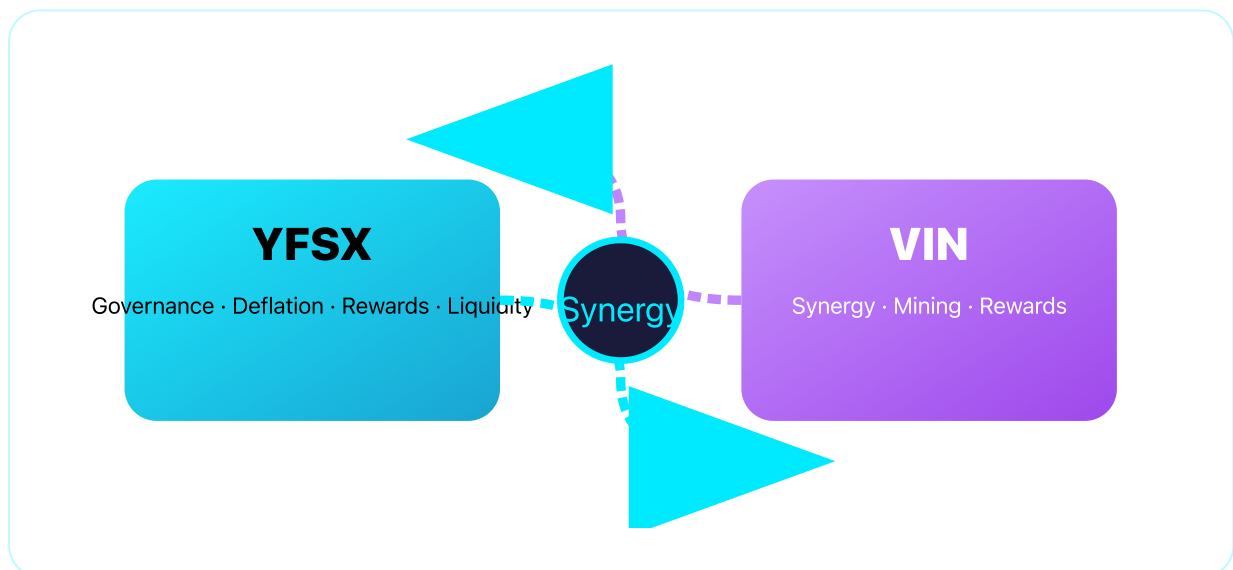 YFSX
Governance · Deflation · Rewards · Liquidity
Synergy
VIN
Synergy · Mining · Rewards